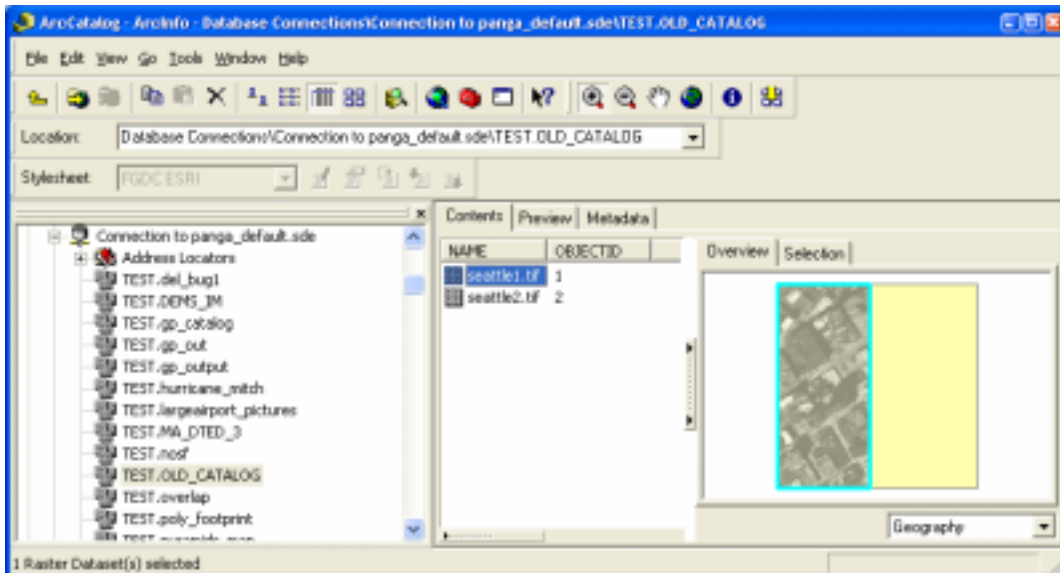 ArcCatalog - ArcInfo - Database Connections\Connection to panga_default.sde\TEST.OLD_CATALOG
File Edit View Go Tools Window Help
Location: Database Connections\Connection to panga_default.sde\TEST.OLD_CATALOG
Stylesheet: FGDC ESRI
Connection to panga_default.sde
Address Locators
TEST.del_bug1
TEST.DEMS_IM
TEST.gp_catalog
TEST.gp_out
TEST.gp_output
TEST.hurricane_mitch
TEST.largeairport_pictures
TEST.MA_DTED_3
TEST.nosf
TEST.OLD_CATALOG
TEST.overlap
TEST.poly_footprint
Contents Preview Metadata
NAME OBJECTID
seattle1.tif 1
seattle2.tif 2
Overview Selection
Geography
1 Raster Dataset(s) selected